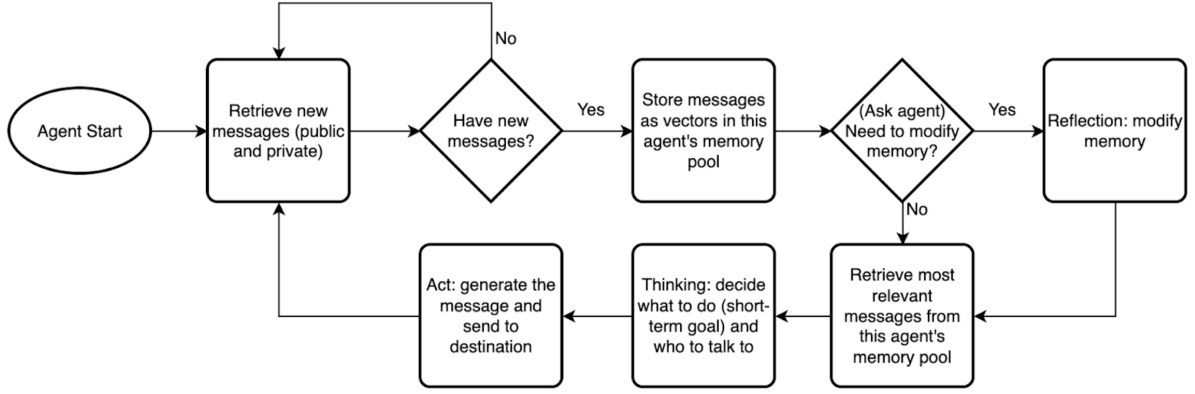 Agent Start
Retrieve new
messages (public
and private)
Have new
messages?
No
Yes
Store messages
as vectors in this
agent's memory
pool
(Ask agent)
Need to modify
memory?
Yes
Reflection: modify
memory
No
Retrieve most
relevant
messages from
this agent's
memory pool
Thinking: decide
what to do (short-
term goal) and
who to talk to
Act: generate the
message and
send to
destination